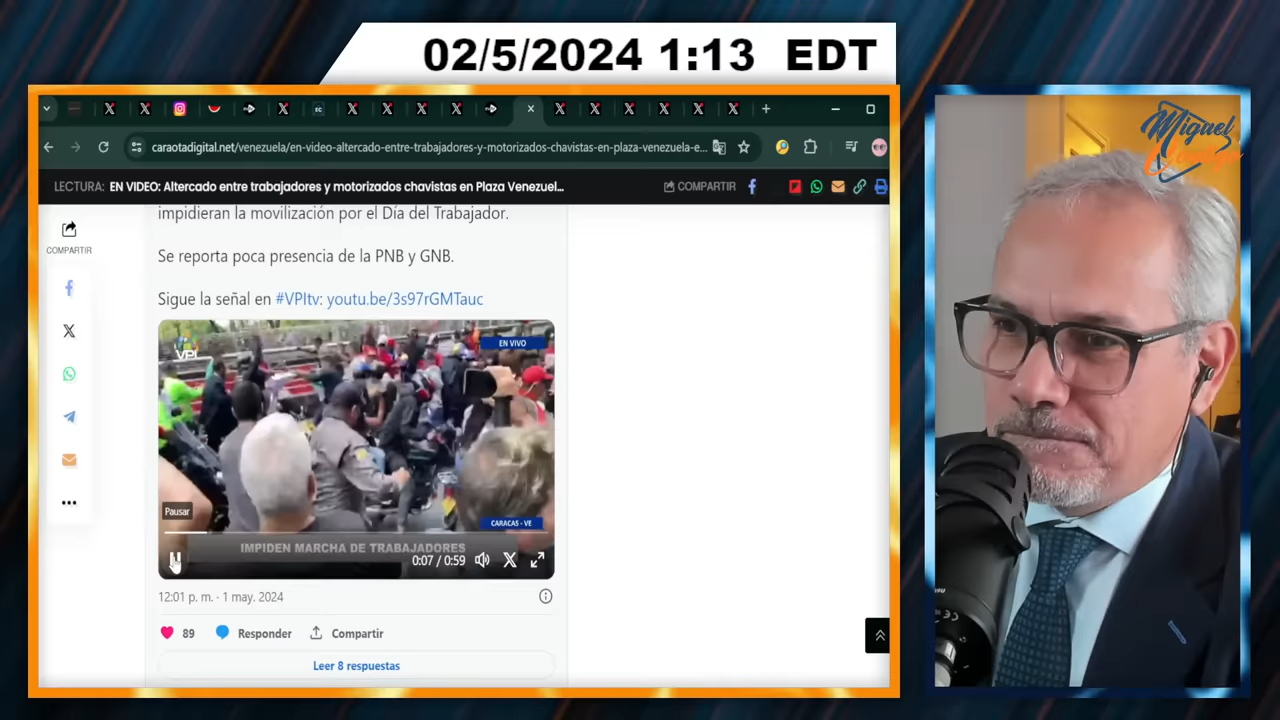 02/5/2024 1:13 EDT
caraotadigital.net/venezuela/en-video-altercado-entre-trabajadores-y-motorizados-chavistas-en-plaza-venezuela-e...
LECTURA: EN VIDEO: Altercado entre trabajadores y motorizados chavistas en Plaza Venezuel...
COMPARTIR
COMPARTIR
impidieran la movilización por el Día del Trabajador.
Se reporta poca presencia de la PNB y GNB.
Sigue la señal en #VPItv: youtu.be/3s97rGMTauc
VPI
EN VIVO
Pausar
CARACAS - VE
IMPIDEN MARCHA DE TRABAJADORES
0:07 / 0:59
12:01 p. m. · 1 may. 2024
89 Responder Compartir
Leer 8 respuestas
Miguel